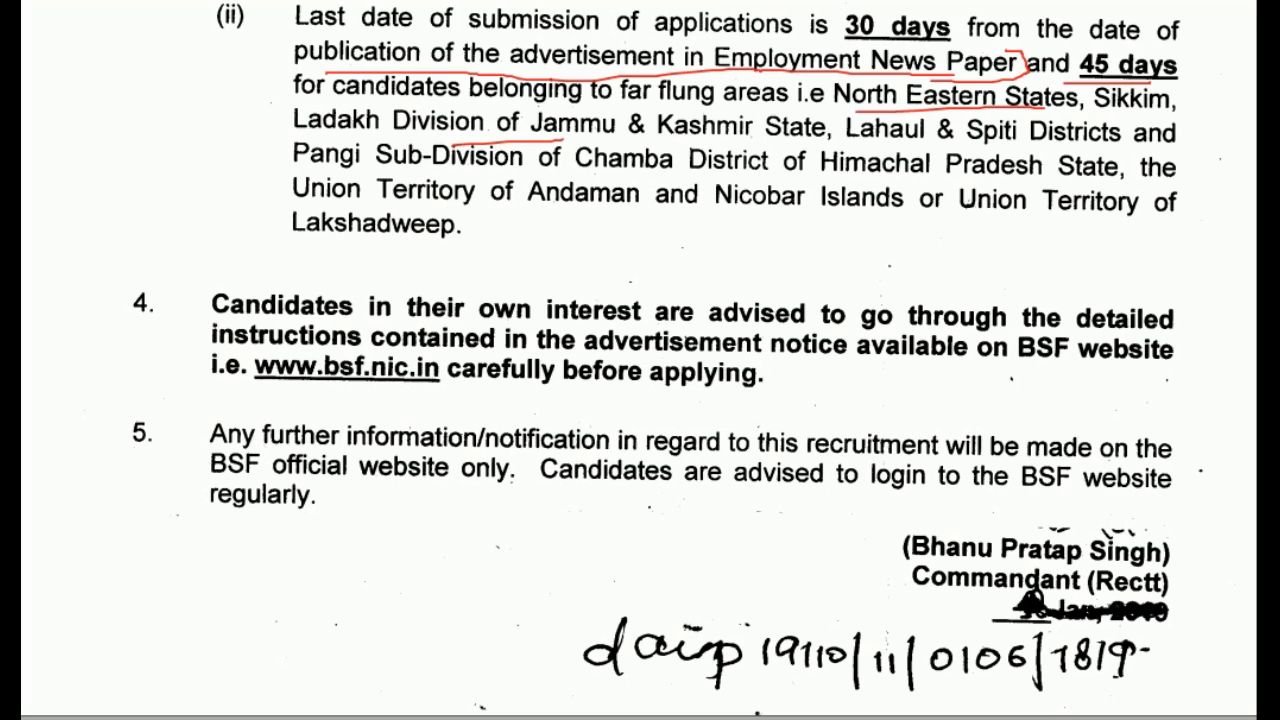 (ii) Last date of submission of applications is 30 days from the date of
publication of the advertisement in Employment News Paper and 45 days
for candidates belonging to far flung areas i.e North Eastern States, Sikkim,
Ladakh Division of Jammu & Kashmir State, Lahaul & Spiti Districts and
Pangi Sub-Division of Chamba District of Himachal Pradesh State, the
Union Territory of Andaman and Nicobar Islands or Union Territory of
Lakshadweep.
4. Candidates in their own interest are advised to go through the detailed
instructions contained in the advertisement notice available on BSF website
i.e. www.bsf.nic.in carefully before applying.
5. Any further information/notification in regard to this recruitment will be made on the
BSF official website only. Candidates are advised to login to the BSF website
regularly.
(Bhanu Pratap Singh)
Commandant (Rectt)
19110/11/0106/1819